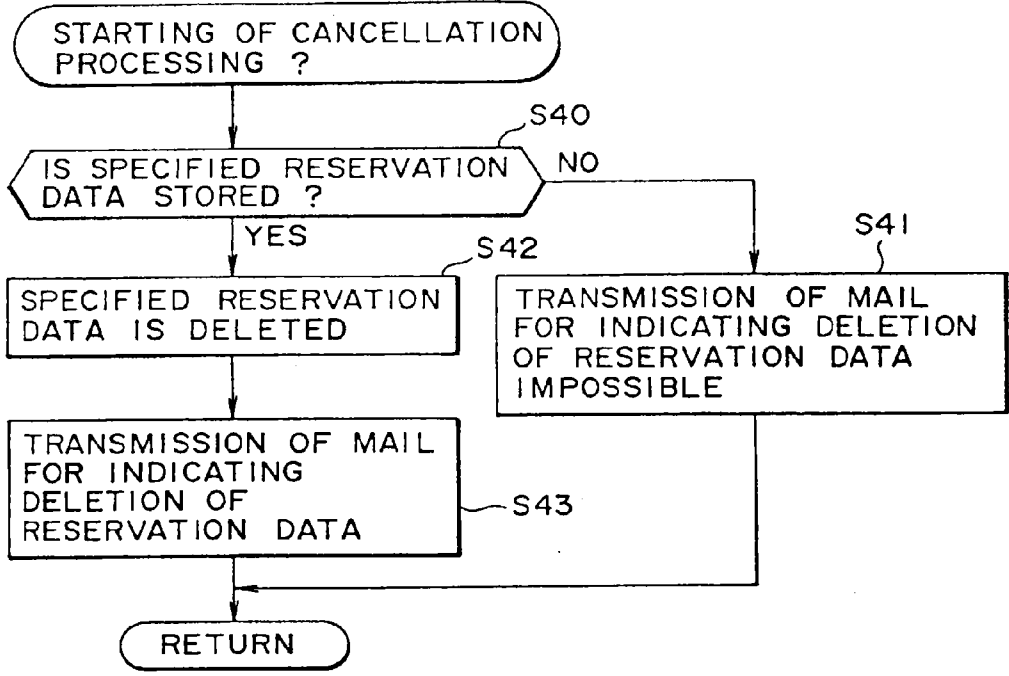 STARTING OF CANCELLATION
PROCESSING ?
S40
IS SPECIFIED RESERVATION
DATA STORED ?
NO
YES
S42
S41
SPECIFIED RESERVATION
DATA IS DELETED
TRANSMISSION OF MAIL
FOR INDICATING DELETION
OF RESERVATION DATA
IMPOSSIBLE
TRANSMISSION OF MAIL
FOR INDICATING
DELETION OF
RESERVATION DATA
S43
RETURN